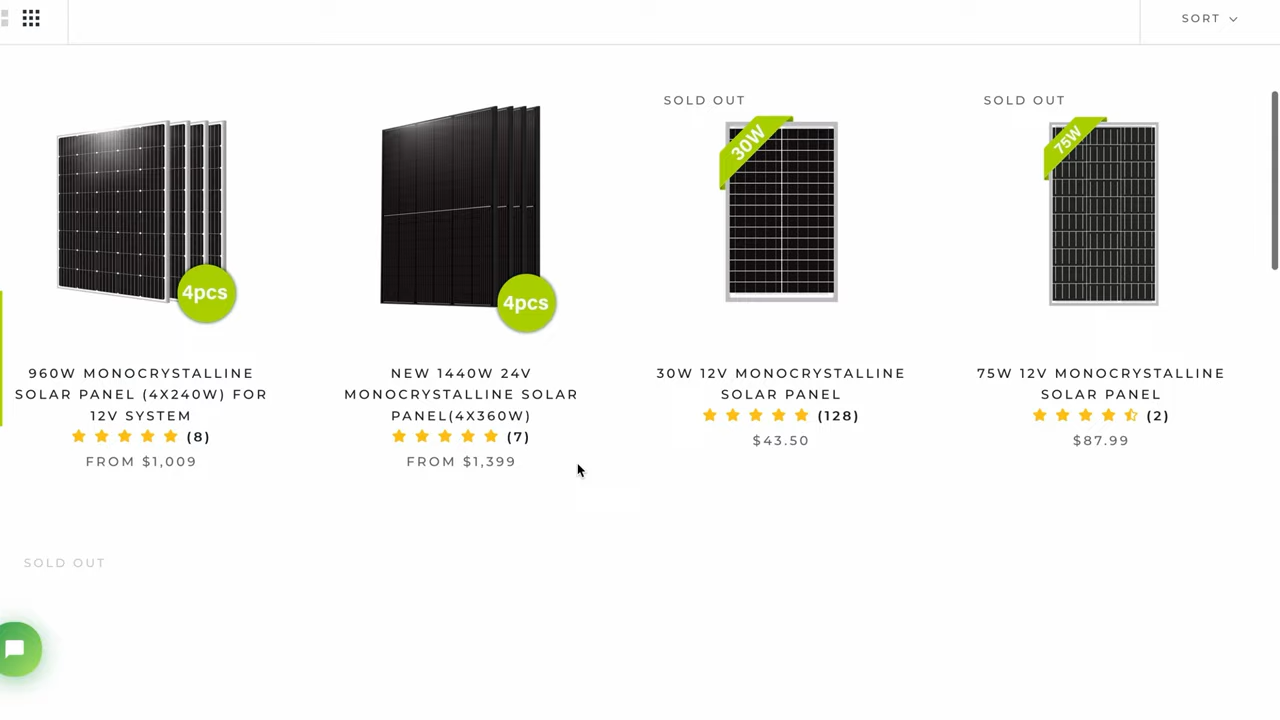 SORT
SOLD OUT
SOLD OUT
30W
75W
4pcs
4pcs
960W MONOCRYSTALLINE
SOLAR PANEL (4X240W) FOR
12V SYSTEM
(8)
FROM $1,009
NEW 1440W 24V
MONOCRYSTALLINE SOLAR
PANEL(4X360W)
(7)
FROM $1,399
30W 12V MONOCRYSTALLINE
SOLAR PANEL
(128)
$43.50
75W 12V MONOCRYSTALLINE
SOLAR PANEL
(2)
$87.99
SOLD OUT